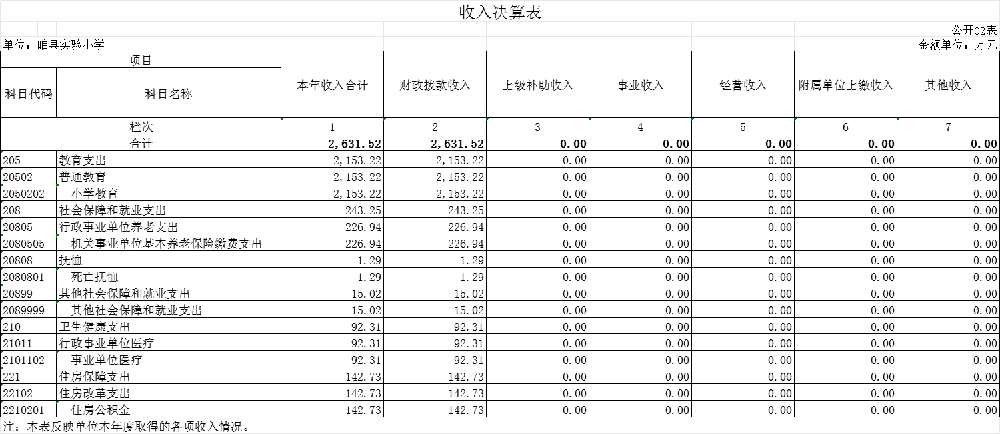 收入决算表
公开02表
单位：睢县实验小学 金额单位：万元
项目
本年收入合计 财政拨款收入 上级补助收入 事业收入 经营收入 附属单位上缴收入 其他收入
科目代码 科目名称
栏次 1 2 3 4 5 6 7
合计 2,631.52 2,631.52 0.00 0.00 0.00 0.00 0.00
205 教育支出 2,153.22 2,153.22 0.00 0.00 0.00 0.00 0.00
20502 普通教育 2,153.22 2,153.22 0.00 0.00 0.00 0.00 0.00
2050202 小学教育 2,153.22 2,153.22 0.00 0.00 0.00 0.00 0.00
208 社会保障和就业支出 243.25 243.25 0.00 0.00 0.00 0.00 0.00
20805 行政事业单位养老支出 226.94 226.94 0.00 0.00 0.00 0.00 0.00
2080505 机关事业单位基本养老保险缴费支出 226.94 226.94 0.00 0.00 0.00 0.00 0.00
20808 抚恤 1.29 1.29 0.00 0.00 0.00 0.00 0.00
2080801 死亡抚恤 1.29 1.29 0.00 0.00 0.00 0.00 0.00
20899 其他社会保障和就业支出 15.02 15.02 0.00 0.00 0.00 0.00 0.00
2089999 其他社会保障和就业支出 15.02 15.02 0.00 0.00 0.00 0.00 0.00
210 卫生健康支出 92.31 92.31 0.00 0.00 0.00 0.00 0.00
21011 行政事业单位医疗 92.31 92.31 0.00 0.00 0.00 0.00 0.00
2101102 事业单位医疗 92.31 92.31 0.00 0.00 0.00 0.00 0.00
221 住房保障支出 142.73 142.73 0.00 0.00 0.00 0.00 0.00
22102 住房改革支出 142.73 142.73 0.00 0.00 0.00 0.00 0.00
2210201 住房公积金 142.73 142.73 0.00 0.00 0.00 0.00 0.00
注：本表反映单位本年度取得的各项收入情况。